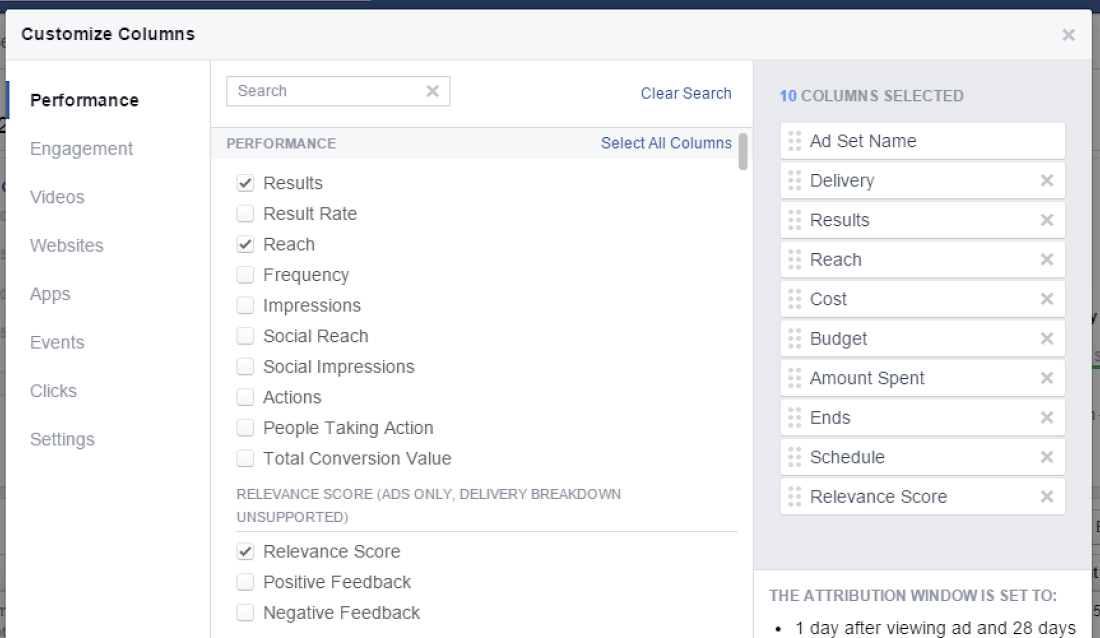 Customize Columns
Performance
Engagement
Videos
Websites
Apps
Events
Clicks
Settings
Search
Clear Search
PERFORMANCE
Select All Columns
Results
Result Rate
Reach
Frequency
Impressions
Social Reach
Social Impressions
Actions
People Taking Action
Total Conversion Value
RELEVANCE SCORE (ADS ONLY, DELIVERY BREAKDOWN
UNSUPPORTED)
Relevance Score
Positive Feedback
Negative Feedback
10 COLUMNS SELECTED
Ad Set Name
Delivery
Results
Reach
Cost
Budget
Amount Spent
Ends
Schedule
Relevance Score
THE ATTRIBUTION WINDOW IS SET TO:
• 1 day after viewing ad and 28 days